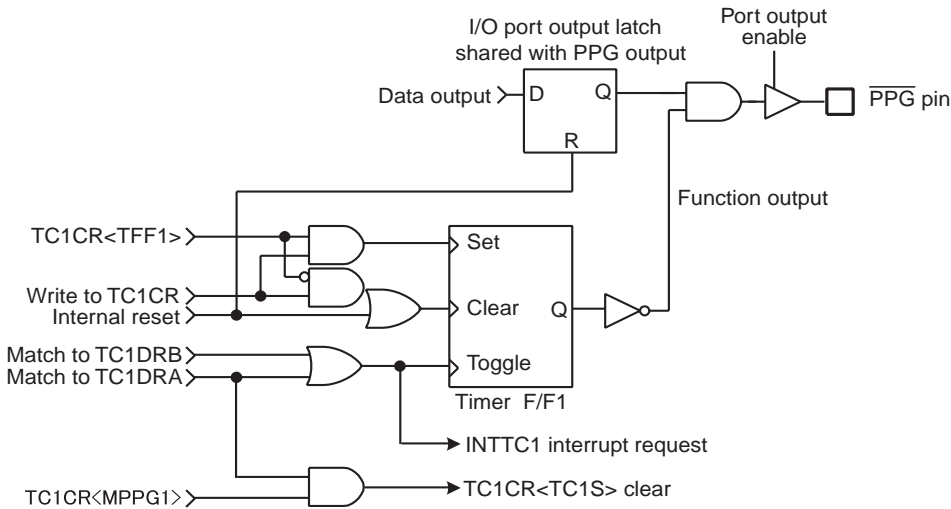 I/O port output latch
shared with PPG output
Port output
enable
Data output
D
Q
R
PPG pin
Function output
TC1CR<TFF1>
Set
Write to TC1CR
Internal reset
Clear
Q
Match to TC1DRB
Match to TC1DRA
Toggle
Timer F/F1
INTTC1 interrupt request
TC1CR<TC1S> clear
TC1CR<MPPG1>